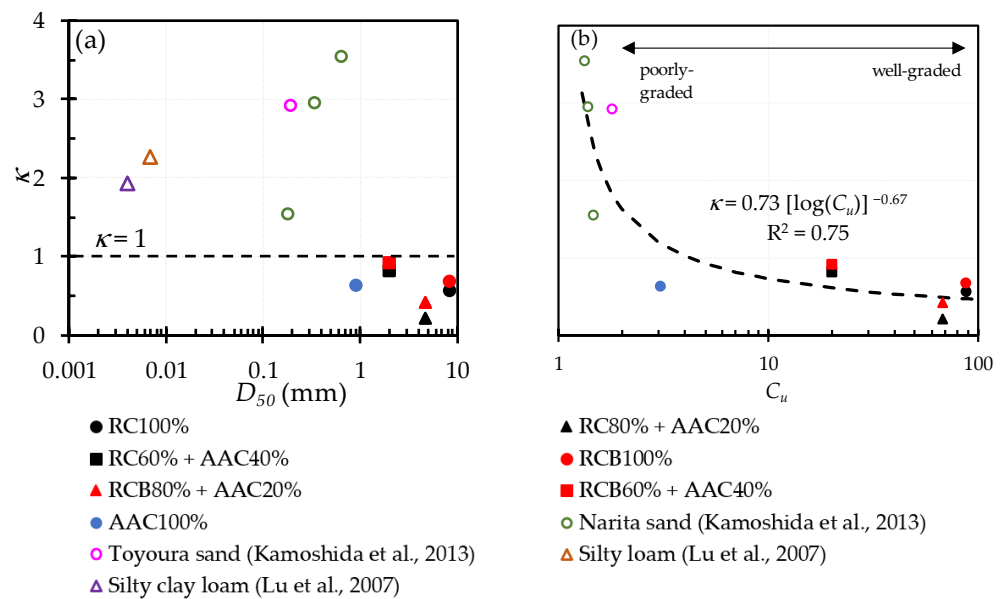 (a)
4
3
2
1
0
κ
κ = 1
0.001 0.01 0.1 1 10
D50 (mm)
(b)
poorly-
graded
well-graded
κ = 0.73 [log(Cu)] −0.67
R2 = 0.75
1 10 100
Cu
RC100%
RC60% + AAC40%
RCB80% + AAC20%
AAC100%
Toyoura sand (Kamoshida et al., 2013)
Silty clay loam (Lu et al., 2007)
RC80% + AAC20%
RCB100%
RCB60% + AAC40%
Narita sand (Kamoshida et al., 2013)
Silty loam (Lu et al., 2007)